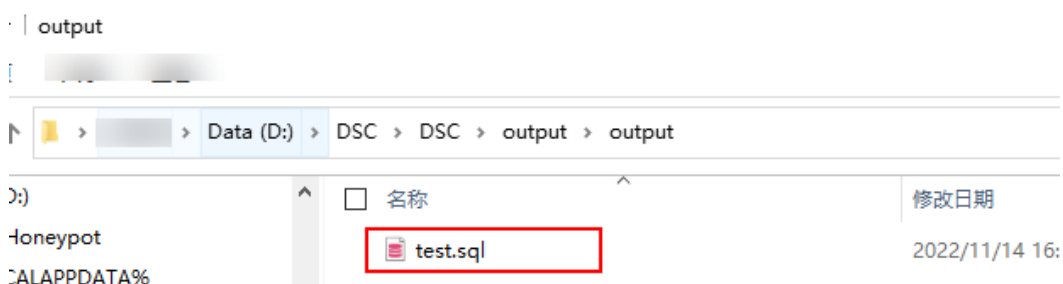 output
Data (D:) > DSC > DSC > output > output
D:)
名称
修改日期
Honeypot
test.sql
2022/11/14 16:
CALAPPDATA%